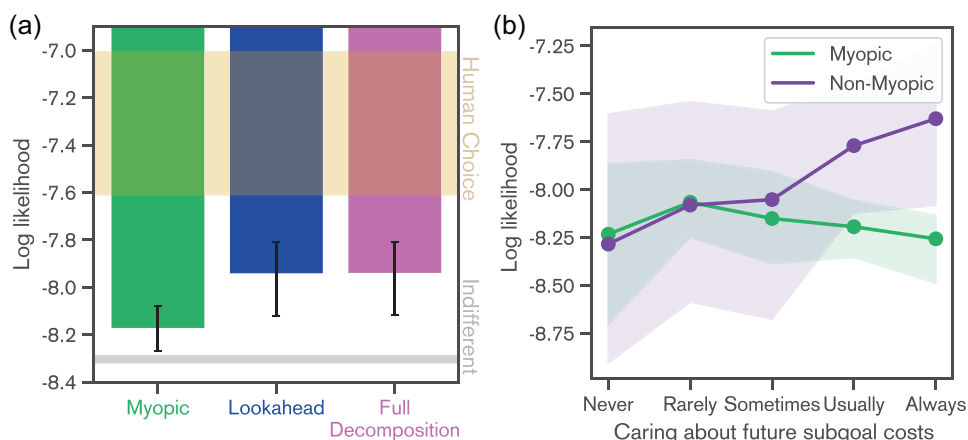 (a)
Log likelihood
-7.0
-7.2
-7.4
-7.6
-7.8
-8.0
-8.2
-8.4
Human Choice
Indifferent
Myopic
Lookahead
Full
Decomposition
(b)
Log likelihood
-7.25
-7.50
-7.75
-8.00
-8.25
-8.50
-8.75
Myopic
Non-Myopic
Never
Rarely
Sometimes
Usually
Always
Caring about future subgoal costs